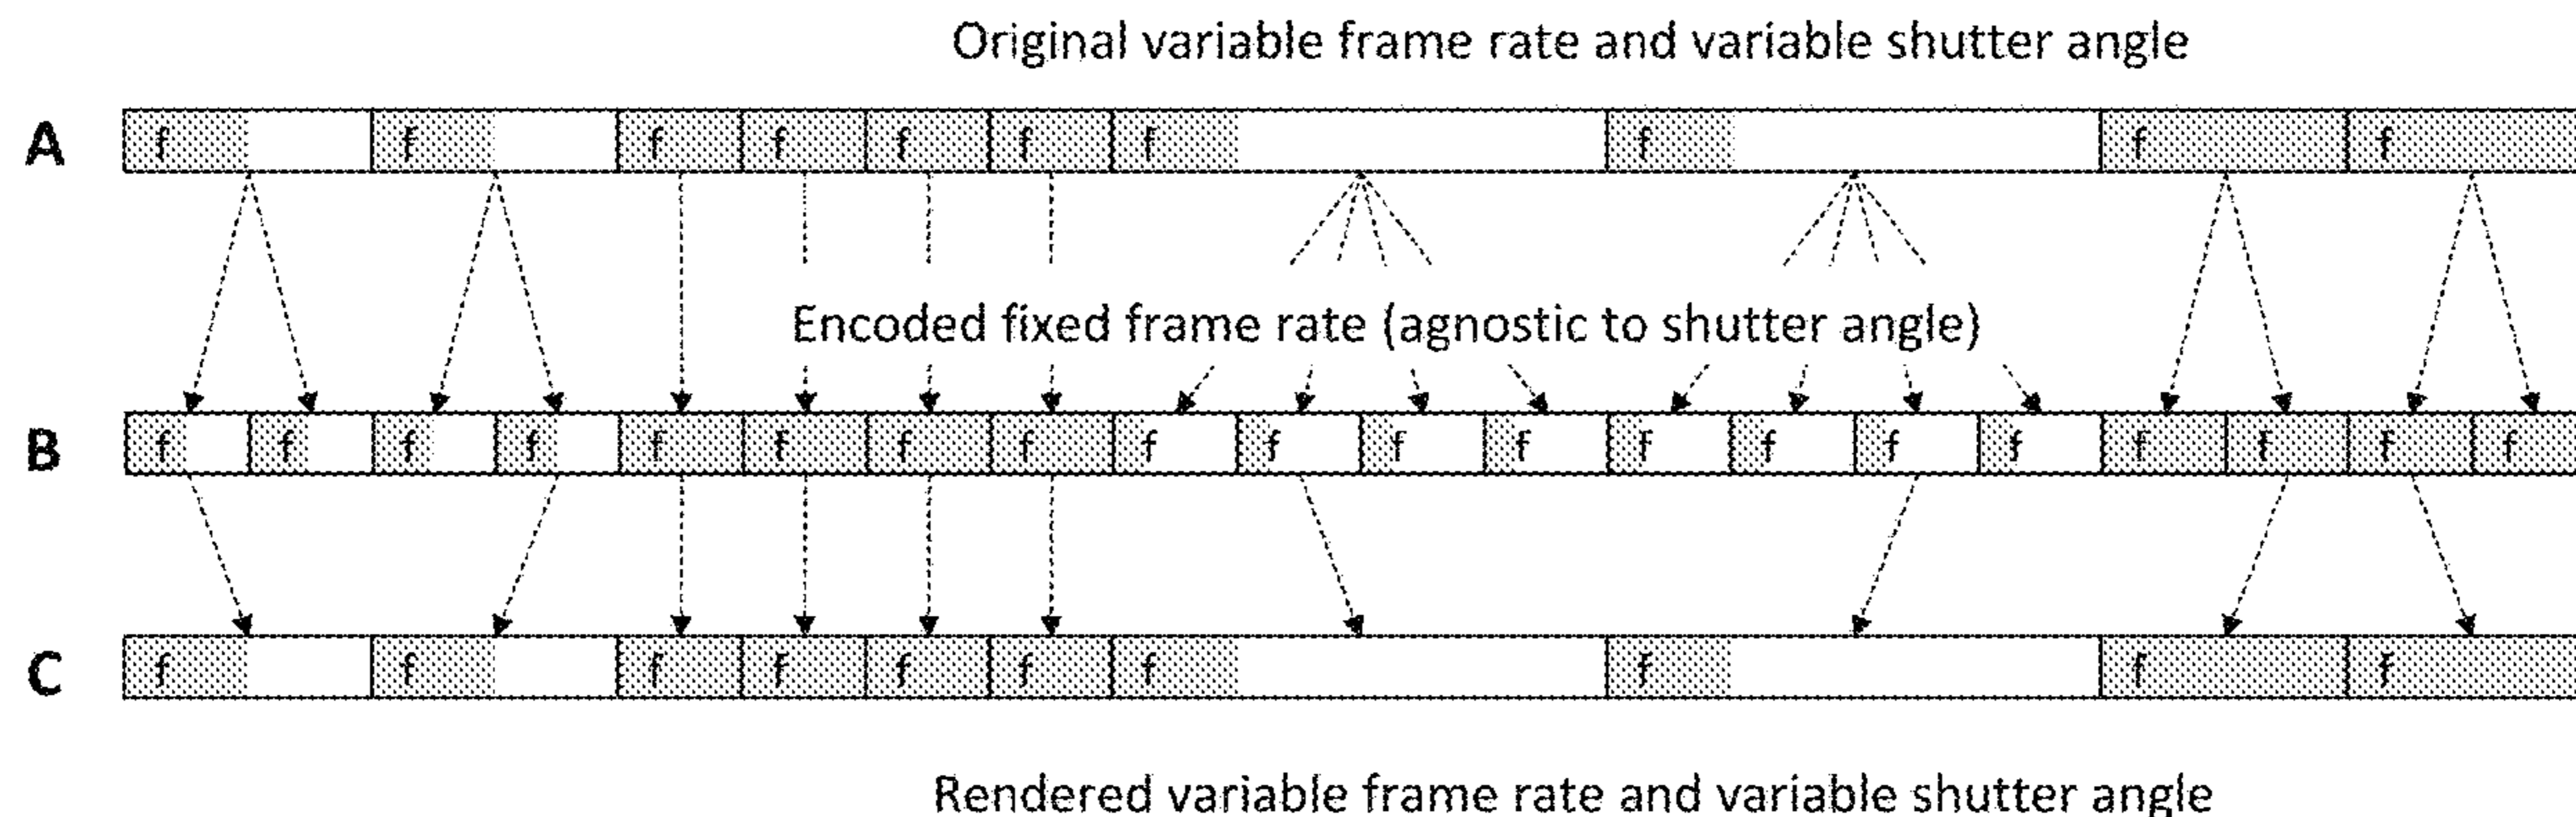 Original variable frame rate and variable shutter angle
A f f f f f f f f f f
Encoded fixed frame rate (agnostic to shutter angle)
B f f f f f f f f f f f f f f f f f f f f
C f f f f f f f f f f
Rendered variable frame rate and variable shutter angle